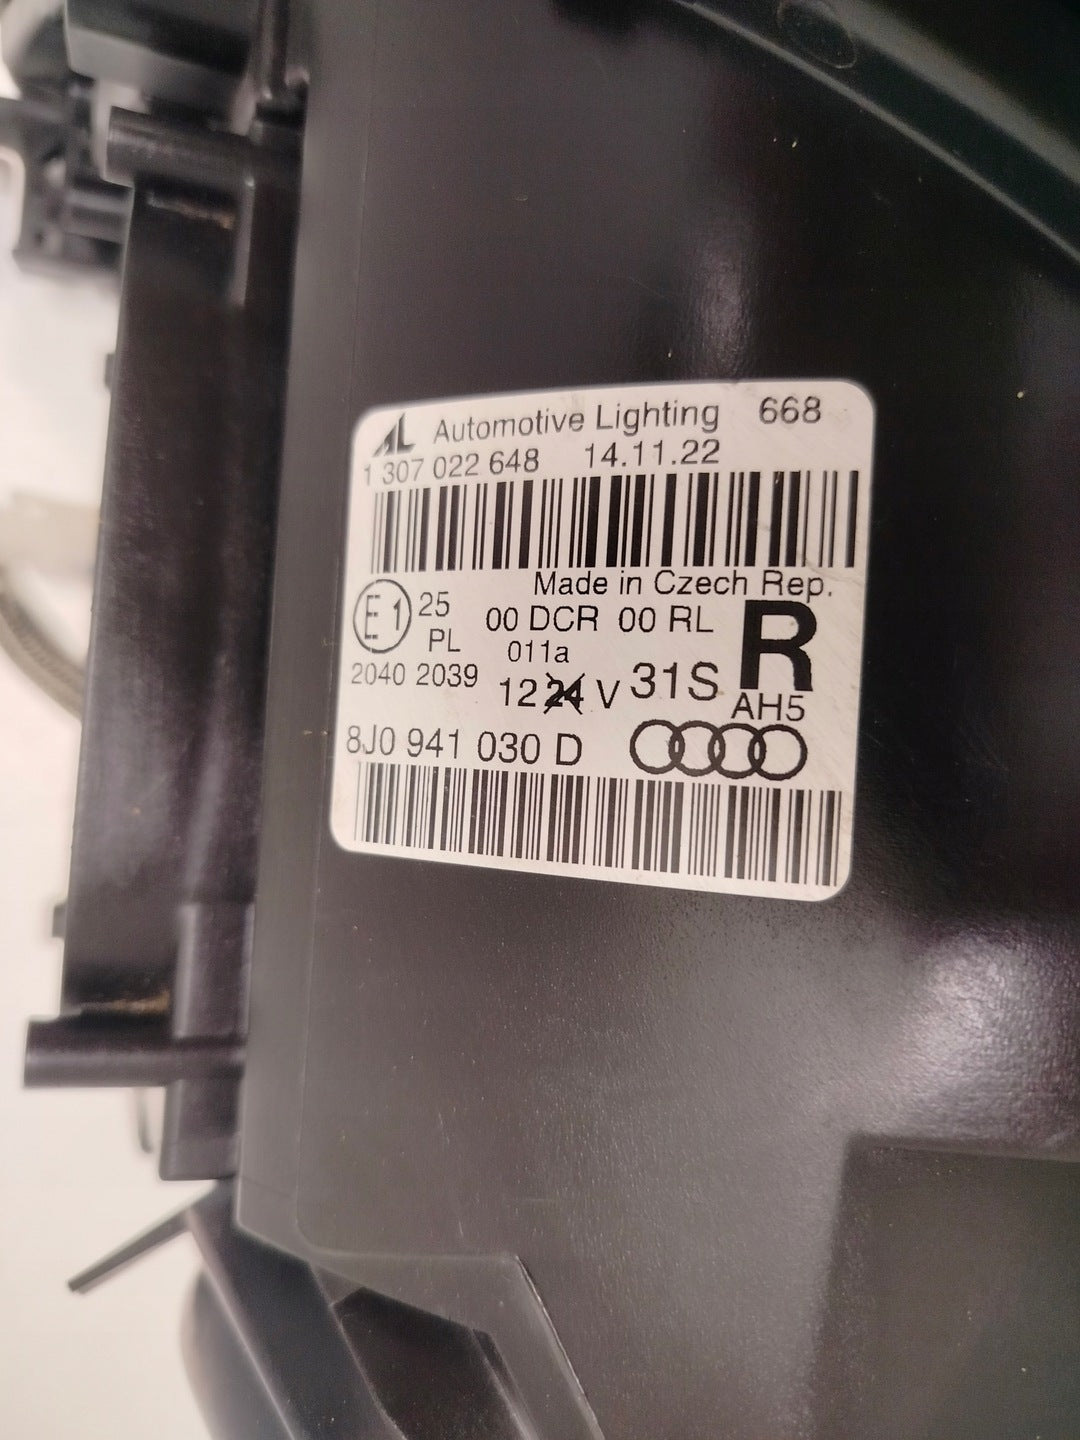 AL Automotive Lighting 668
1 307 022 648 14.11.22
Made in Czech Rep.
E1 25 00 DCR 00 RL R
PL 011a
2040 2039 12 24 V 31S AH5
8J0 941 030 D